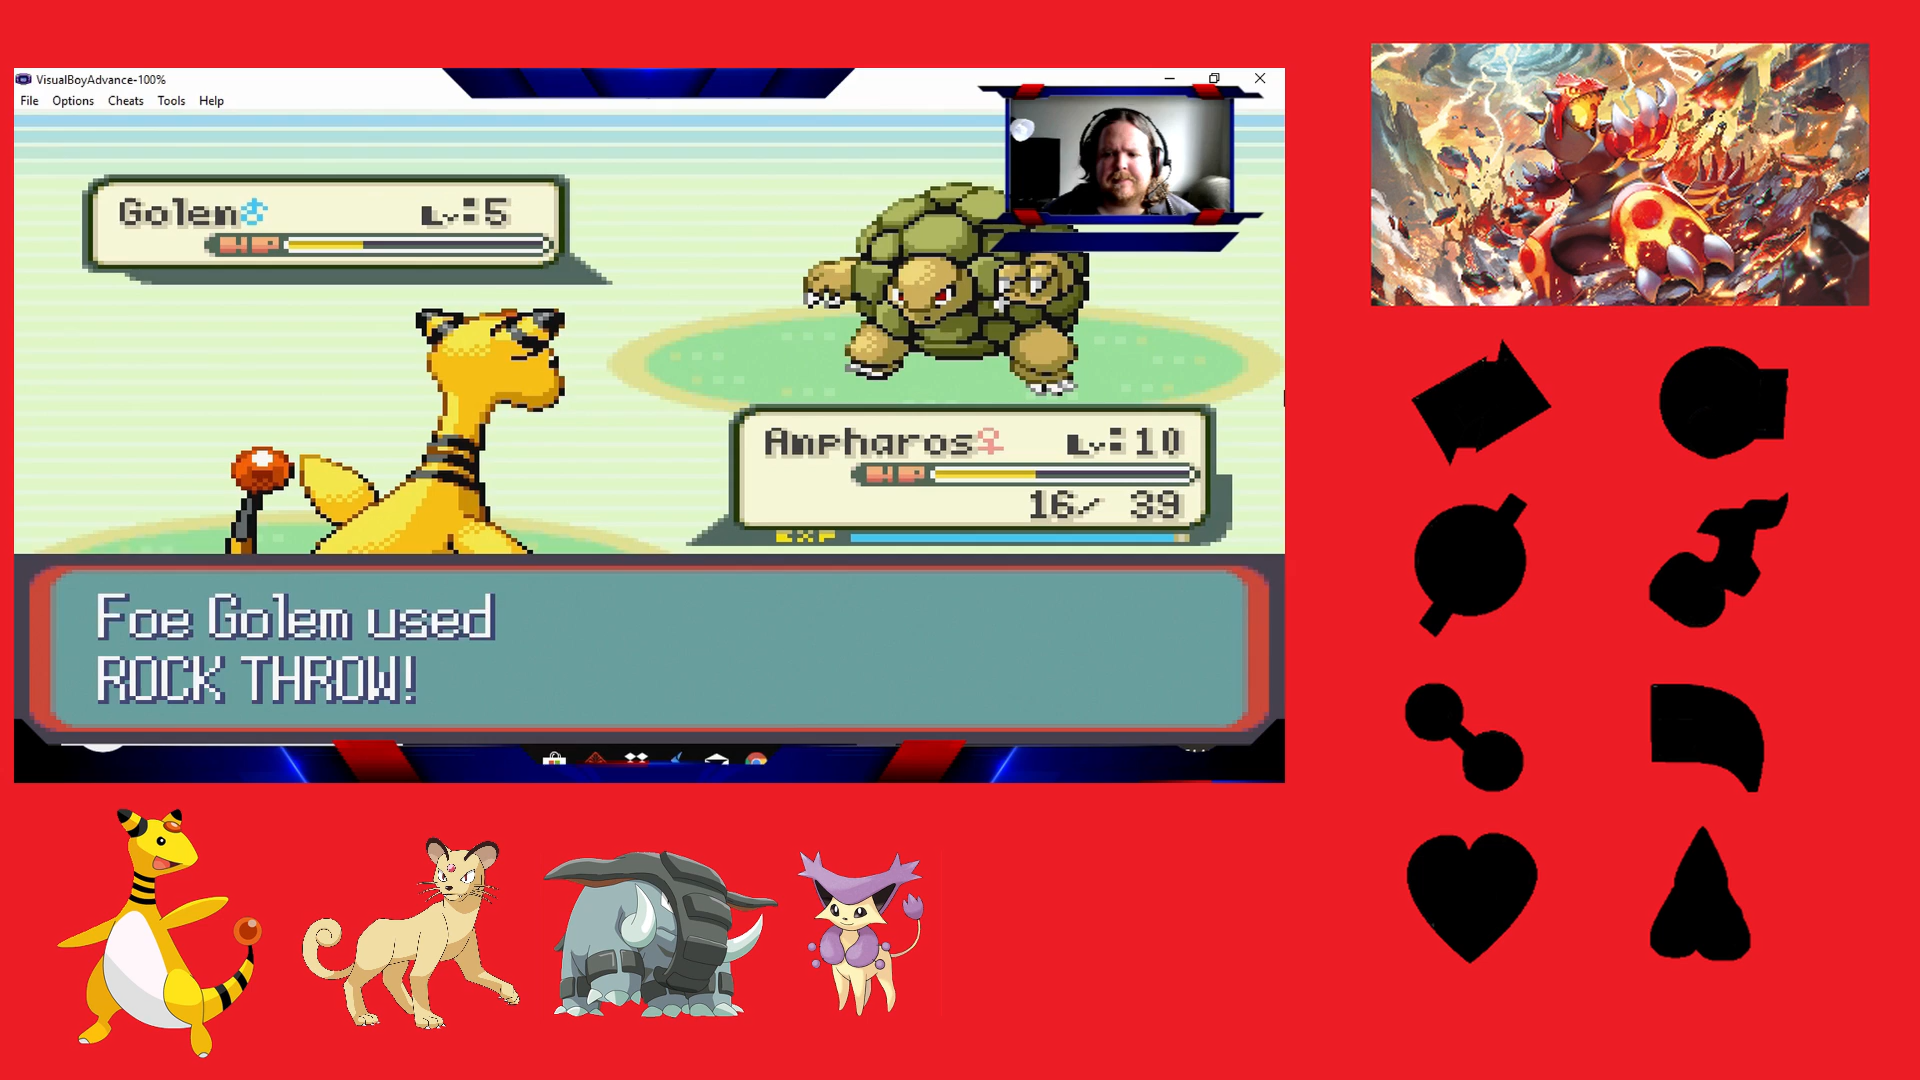 VisualBoyAdvance-100%
File Options Cheats Tools Help
Golem♂ Lv:5
HP
Ampharos♀ Lv:10
HP
16/ 39
EXP
Foe Golem used
ROCK THROW!